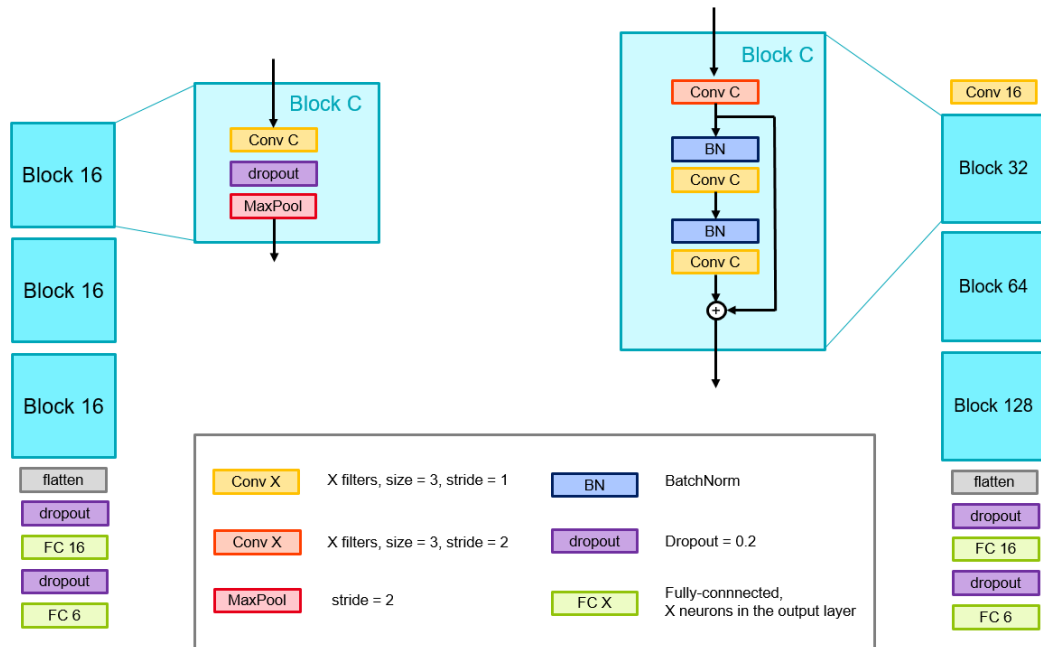 Block 16
Block 16
Block 16
flatten
dropout
FC 16
dropout
FC 6
Block C
Conv C
dropout
MaxPool
Block C
Conv C
BN
Conv C
BN
Conv C
+
Conv 16
Block 32
Block 64
Block 128
flatten
dropout
FC 16
dropout
FC 6
Conv X
X filters, size = 3, stride = 1
Conv X
X filters, size = 3, stride = 2
MaxPool
stride = 2
BN
BatchNorm
dropout
Dropout = 0.2
FC X
Fully-connnected,
X neurons in the output layer